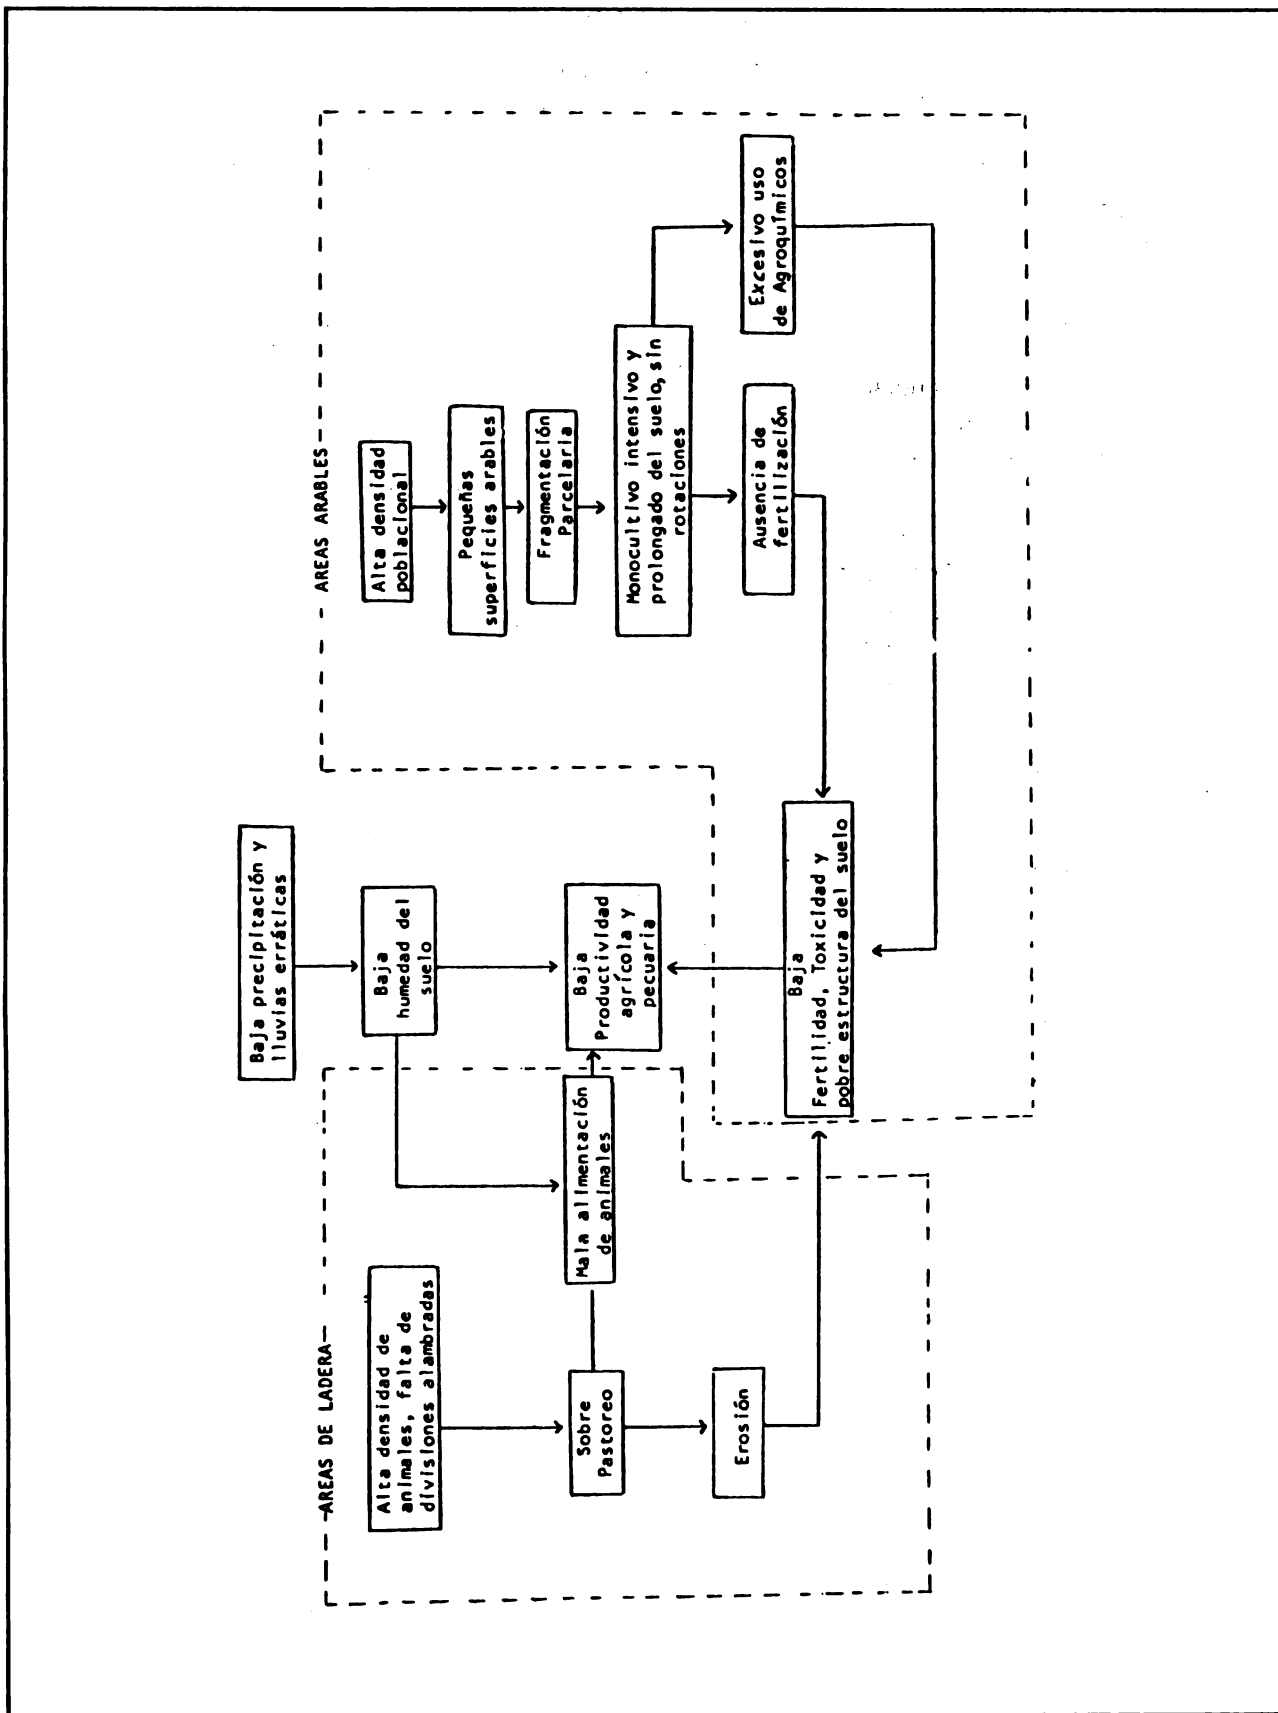 Baja precipitación y
lluvias erráticas
AREAS DE LADERA
AREAS ARABLES
Alta densidad de
animales, falta de
divisiones alambradas
Baja
humedad del
suelo
Alta densidad
poblacional
Pequeñas
superficies arables
Fragmentación
Parcelaria
Sobre
Pastoreo
Mala alimentación
de animales
Baja
Productividad
agrícola y
pecuaria
Monocultivo intensivo y
prolongado del suelo, sin
rotaciones
Erosión
Ausencia de
fertilización
Excesivo uso
de Agroquímicos
Baja
Fertilidad, Toxicidad y
pobre estructura del suelo